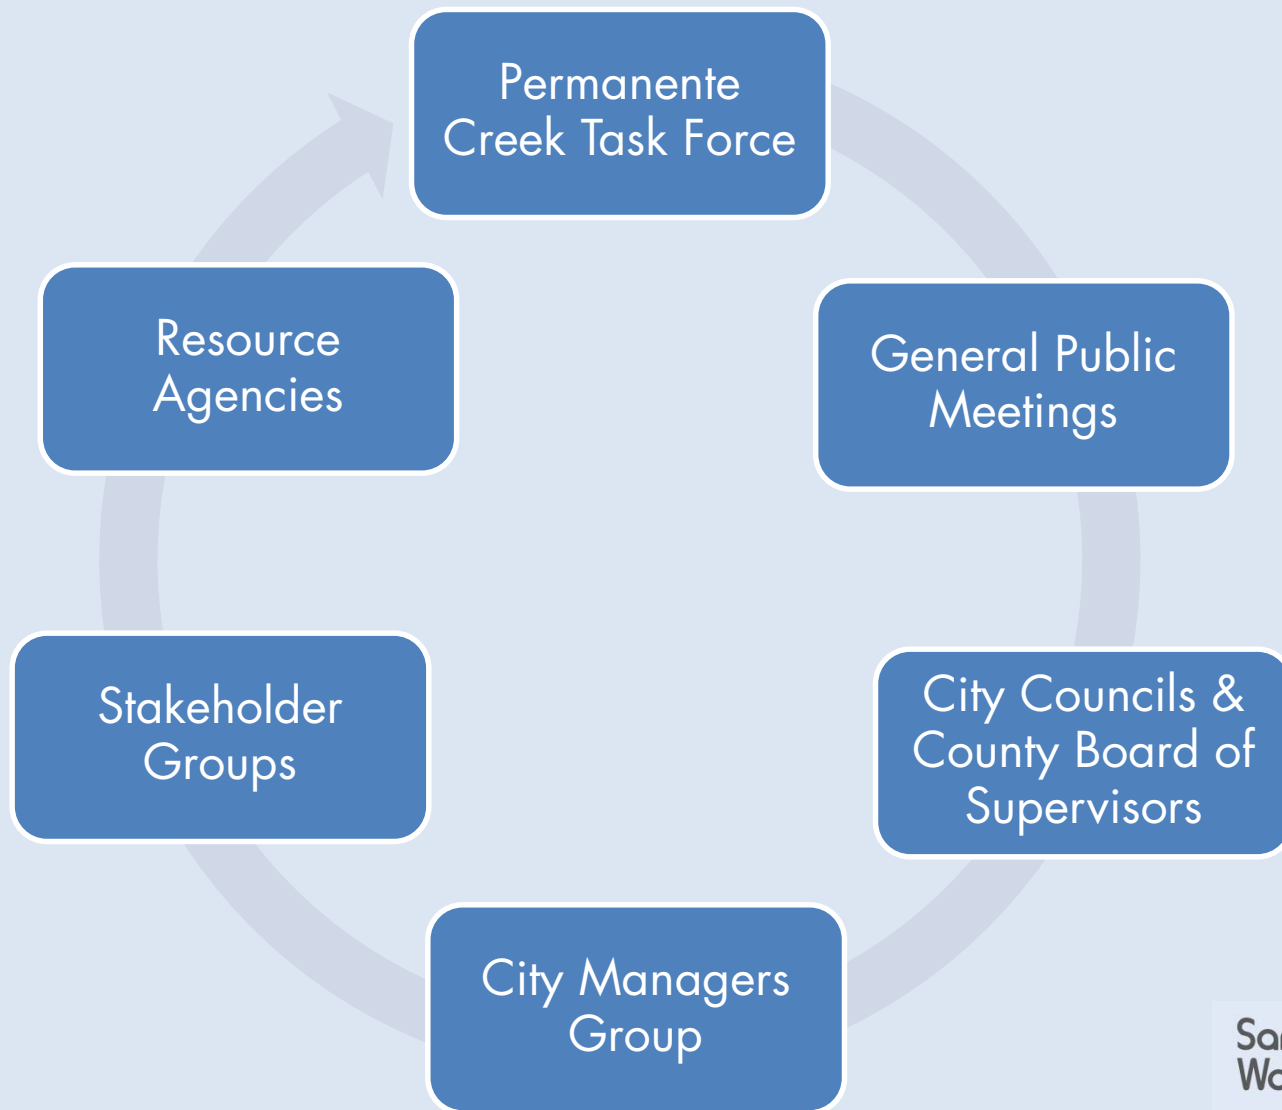 Permanente
Creek Task Force
General Public
Meetings
City Councils &
County Board of
Supervisors
City Managers
Group
Stakeholder
Groups
Resource
Agencies